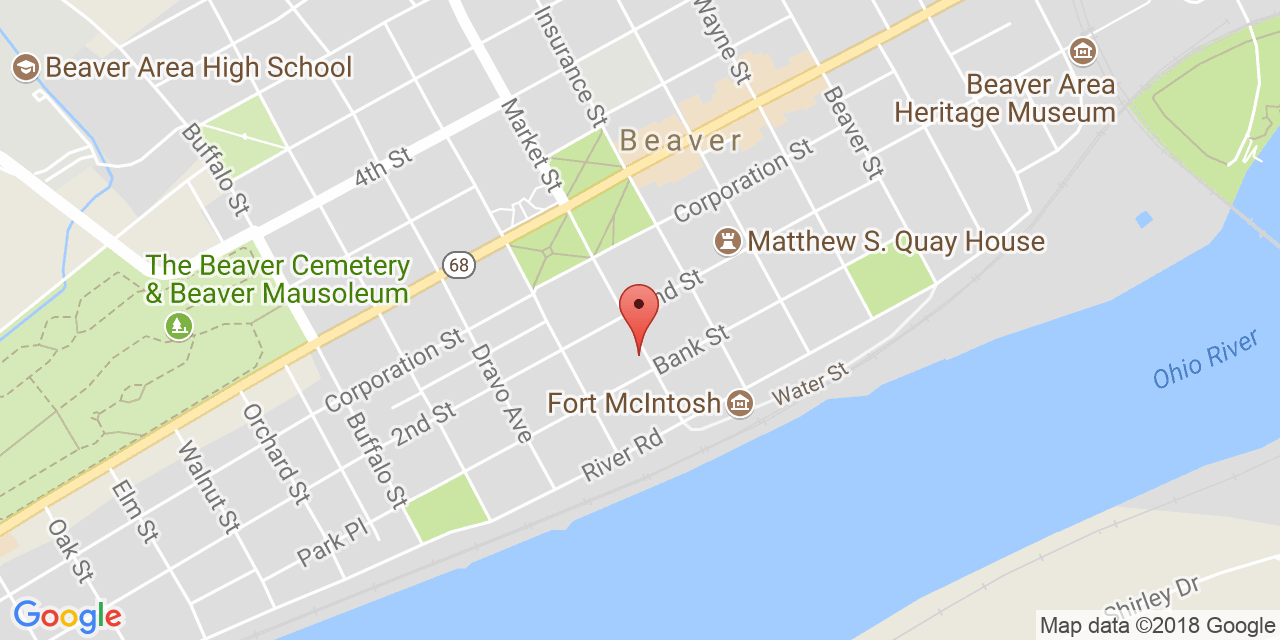 Beaver Area High School
Insurance St
Wayne St
Beaver Area
Heritage Museum
Market St
Beaver
Beaver St
Buffalo St
4th St
Corporation St
Matthew S. Quay House
The Beaver Cemetery
& Beaver Mausoleum
68
nd St
Bank St
Ohio River
Corporation St
Dravo Ave
Fort McIntosh
Water St
2nd St
Orchard St
Buffalo St
River Rd
Walnut St
Elm St
Oak St
Park Pl
Shirley Dr
Google
Map data ©2018 Google